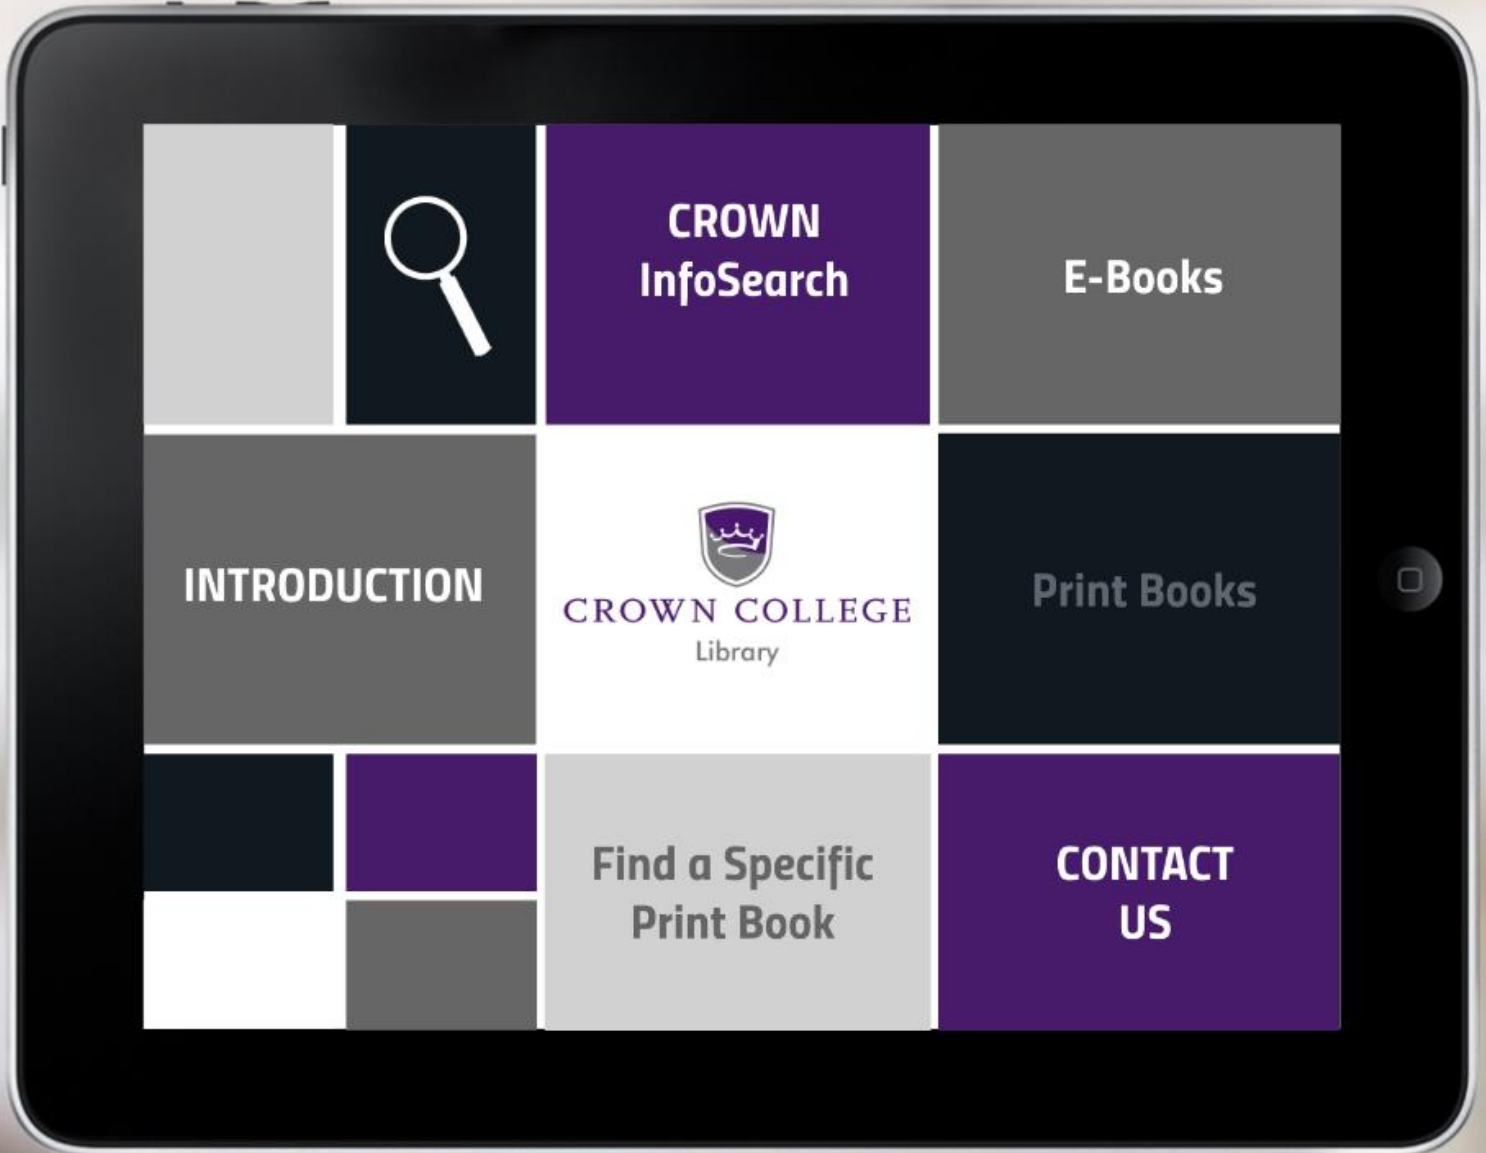 CROWN
InfoSearch
E-Books
INTRODUCTION
CROWN COLLEGE
Library
Print Books
Find a Specific
Print Book
CONTACT
US